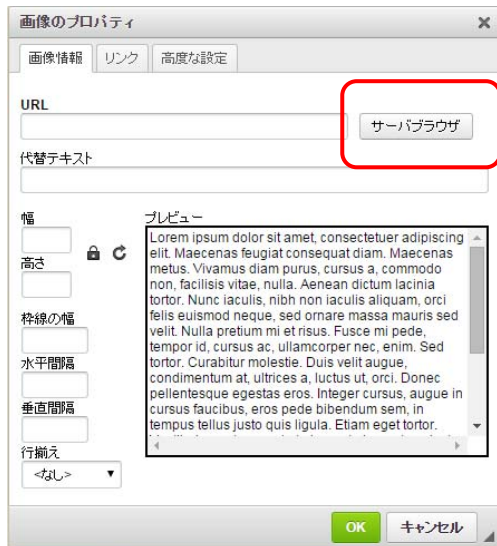 画像のプロパティ
画像情報 リンク 高度な設定
URL
サーバブラウザ
代替テキスト
幅
高さ
枠線の幅
水平間隔
垂直間隔
行揃え
<なし>
プレビュー
Lorem ipsum dolor sit amet, consectetuer adipiscing
elit. Maecenas feugiat consequat diam. Maecenas
metus. Vivamus diam purus, cursus a, commodo
non, facilisis vitae, nulla. Aenean dictum lacinia
tortor. Nunc iaculis, nibh non iaculis aliquam, orci
felis euismod neque, sed ornare massa mauris sed
velit. Nulla pretium mi et risus. Fusce mi pede,
tempor id, cursus ac, ullamcorper nec, enim. Sed
tortor. Curabitur molestie. Duis velit augue,
condimentum at, ultrices a, luctus ut, orci. Donec
pellentesque egestas eros. Integer cursus, augue in
cursus faucibus, eros pede bibendum sem, in
tempus tellus justo quis ligula. Etiam eget tortor.
OK キャンセル